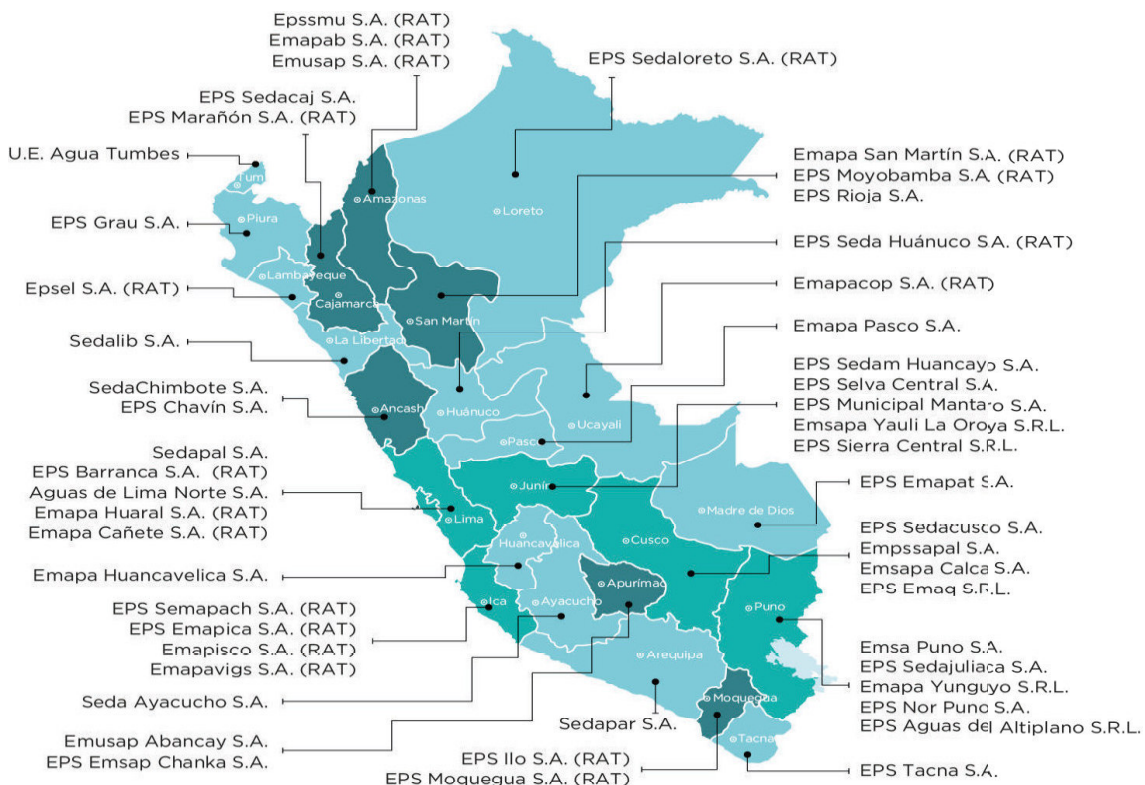 Epssmu S.A. (RAT)
Emapab S.A. (RAT)
Emusap S.A. (RAT)
EPS Sedaloreto S.A. (RAT)
EPS Sedacaj S.A.
EPS Marañón S.A. (RAT)
U.E. Agua Tumbes
EPS Grau S.A.
Epsel S.A. (RAT)
Sedalib S.A.
SedaChimbote S.A.
EPS Chavín S.A.
Sedapal S.A.
EPS Barranca S.A. (RAT)
Aguas de Lima Norte S.A.
Emapa Huaral S.A. (RAT)
Emapa Cañete S.A. (RAT)
Emapa Huancavelica S.A.
EPS Semapach S.A. (RAT)
EPS Emapica S.A. (RAT)
Emapisco S.A. (RAT)
Emapavigs S.A. (RAT)
Seda Ayacucho S.A.
Emusap Abancay S.A.
EPS Emsap Chanka S.A.
Tum
Piura
Lambayeque
Cajamarca
Amazonas
Loreto
San Martín
La Libertad
Ancash
Huánuco
Ucayali
Pasco
Junín
Lima
Madre de Dios
Huancavelica
Cusco
Ica
Ayacucho
Apurímac
Puno
Arequipa
Moquegua
Tacna
Emapa San Martín S.A. (RAT)
EPS Moyobamba S.A. (RAT)
EPS Rioja S.A.
EPS Seda Huánuco S.A. (RAT)
Emapacop S.A. (RAT)
Emapa Pasco S.A.
EPS Sedam Huancayo S.A.
EPS Selva Central S.A.
EPS Municipal Mantaro S.A.
Emsapa Yauli La Oroya S.R.L.
EPS Sierra Central S.R.L.
EPS Emapat S.A.
EPS Sedacusco S.A.
Empssapal S.A.
Emsapa Calca S.A.
EPS Emaq S.R.L.
Emsa Puno S.A.
EPS Sedajuliaca S.A.
Emapa Yunguyo S.R.L.
EPS Nor Puno S.A.
EPS Aguas del Altiplano S.R.L.
Sedapar S.A.
EPS Ilo S.A. (RAT)
EPS Moquegua S.A. (RAT)
EPS Tacna S.A.